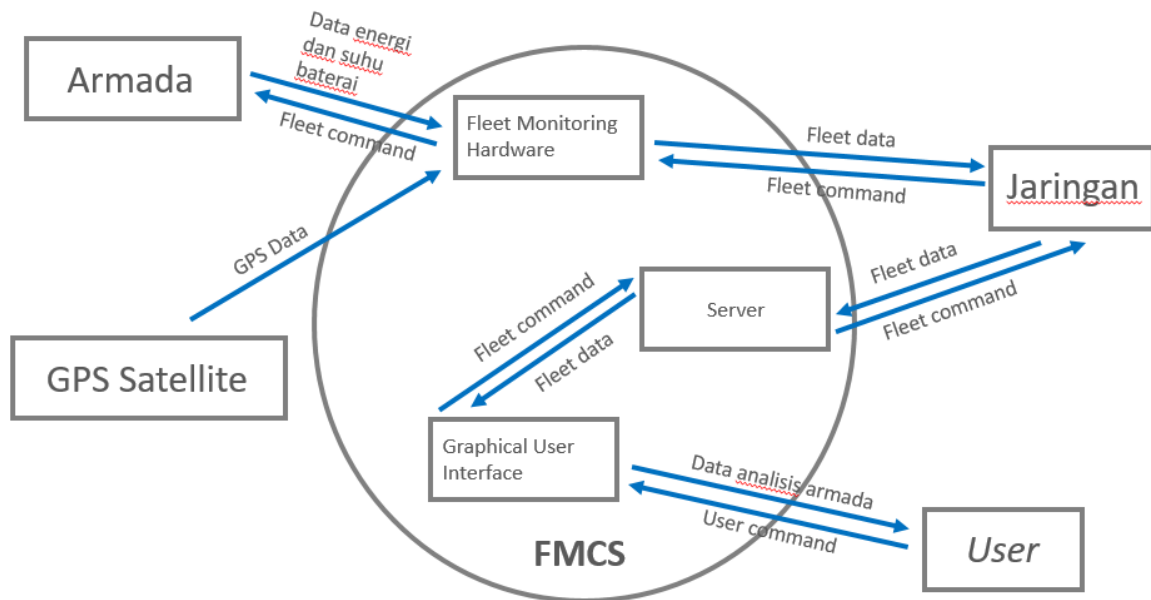 Data energi
dan suhu
baterai
Armada
Fleet command
Fleet Monitoring
Hardware
Fleet data
Fleet command
Jaringan
GPS Data
Fleet data
Fleet command
Server
Fleet command
Fleet data
GPS Satellite
Graphical User
Interface
Data analisis armada
User command
User
FMCS